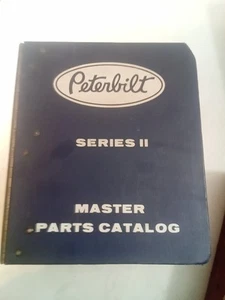 Peterbilt
SERIES II
MASTER
PARTS CATALOG